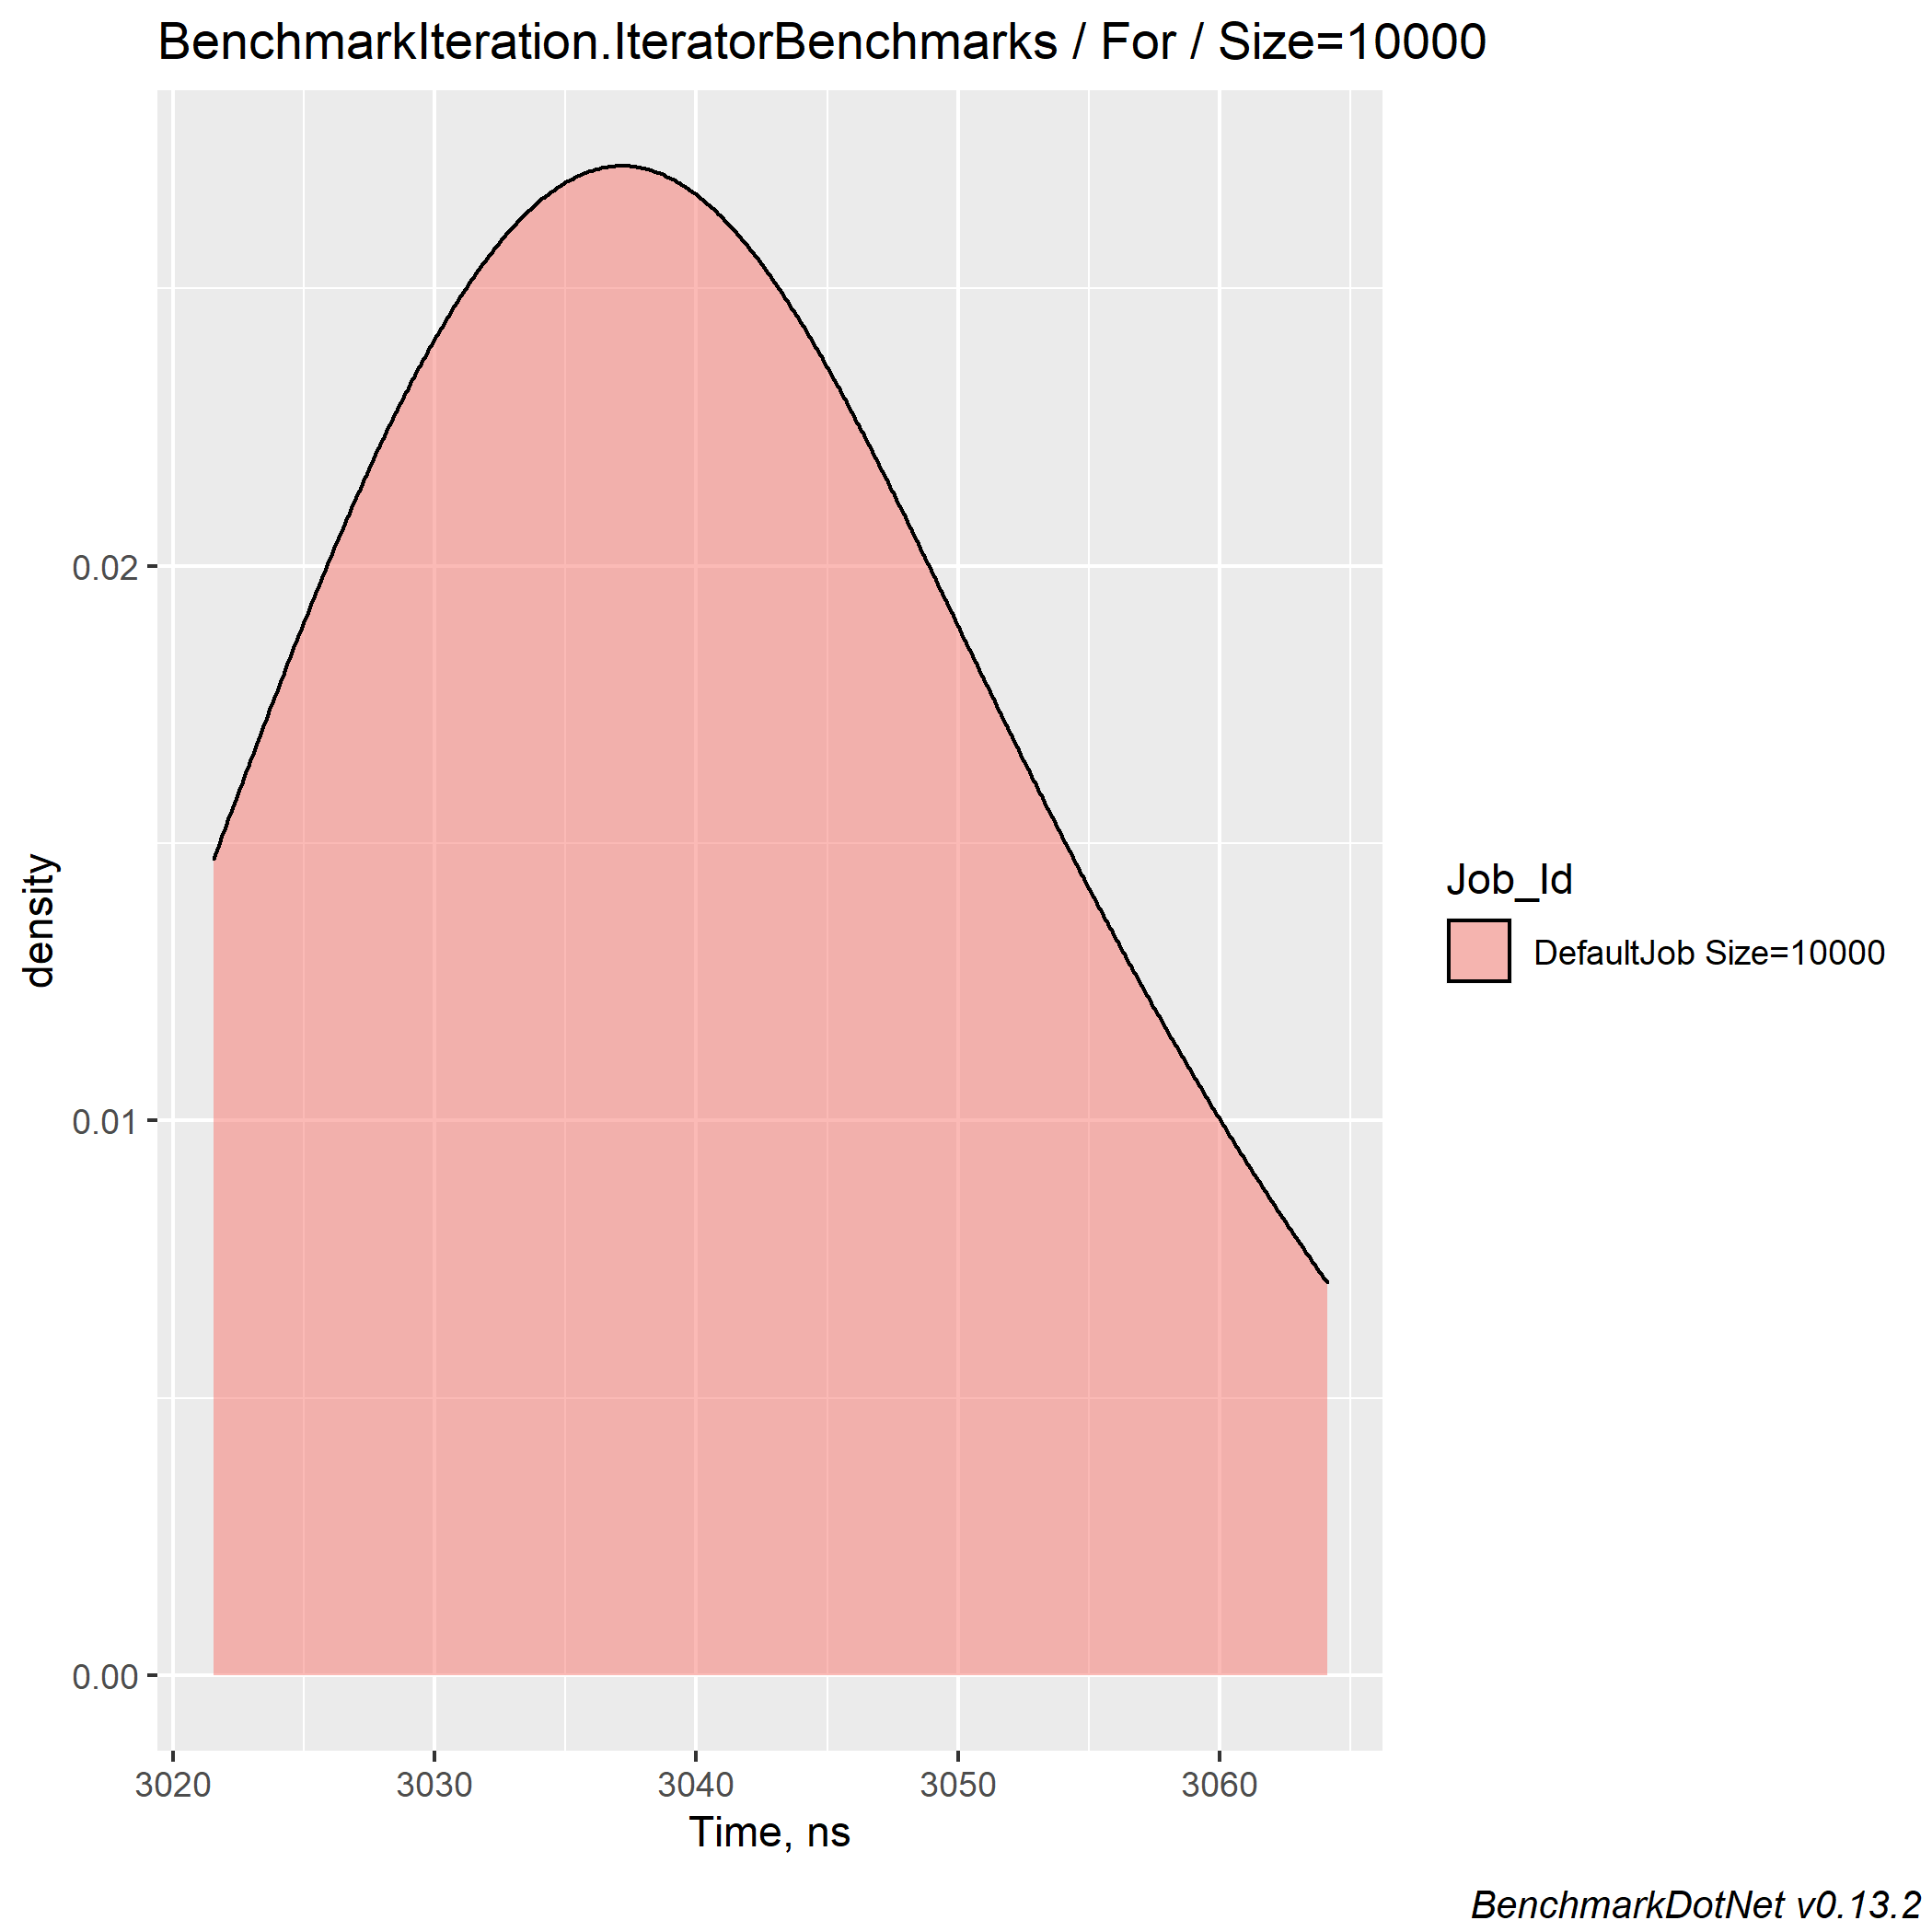 BenchmarkIteration.IteratorBenchmarks / For / Size=10000
density
0.02
0.01
0.00
3020 3030 3040 3050 3060
Time, ns
Job_Id
DefaultJob Size=10000
BenchmarkDotNet v0.13.2